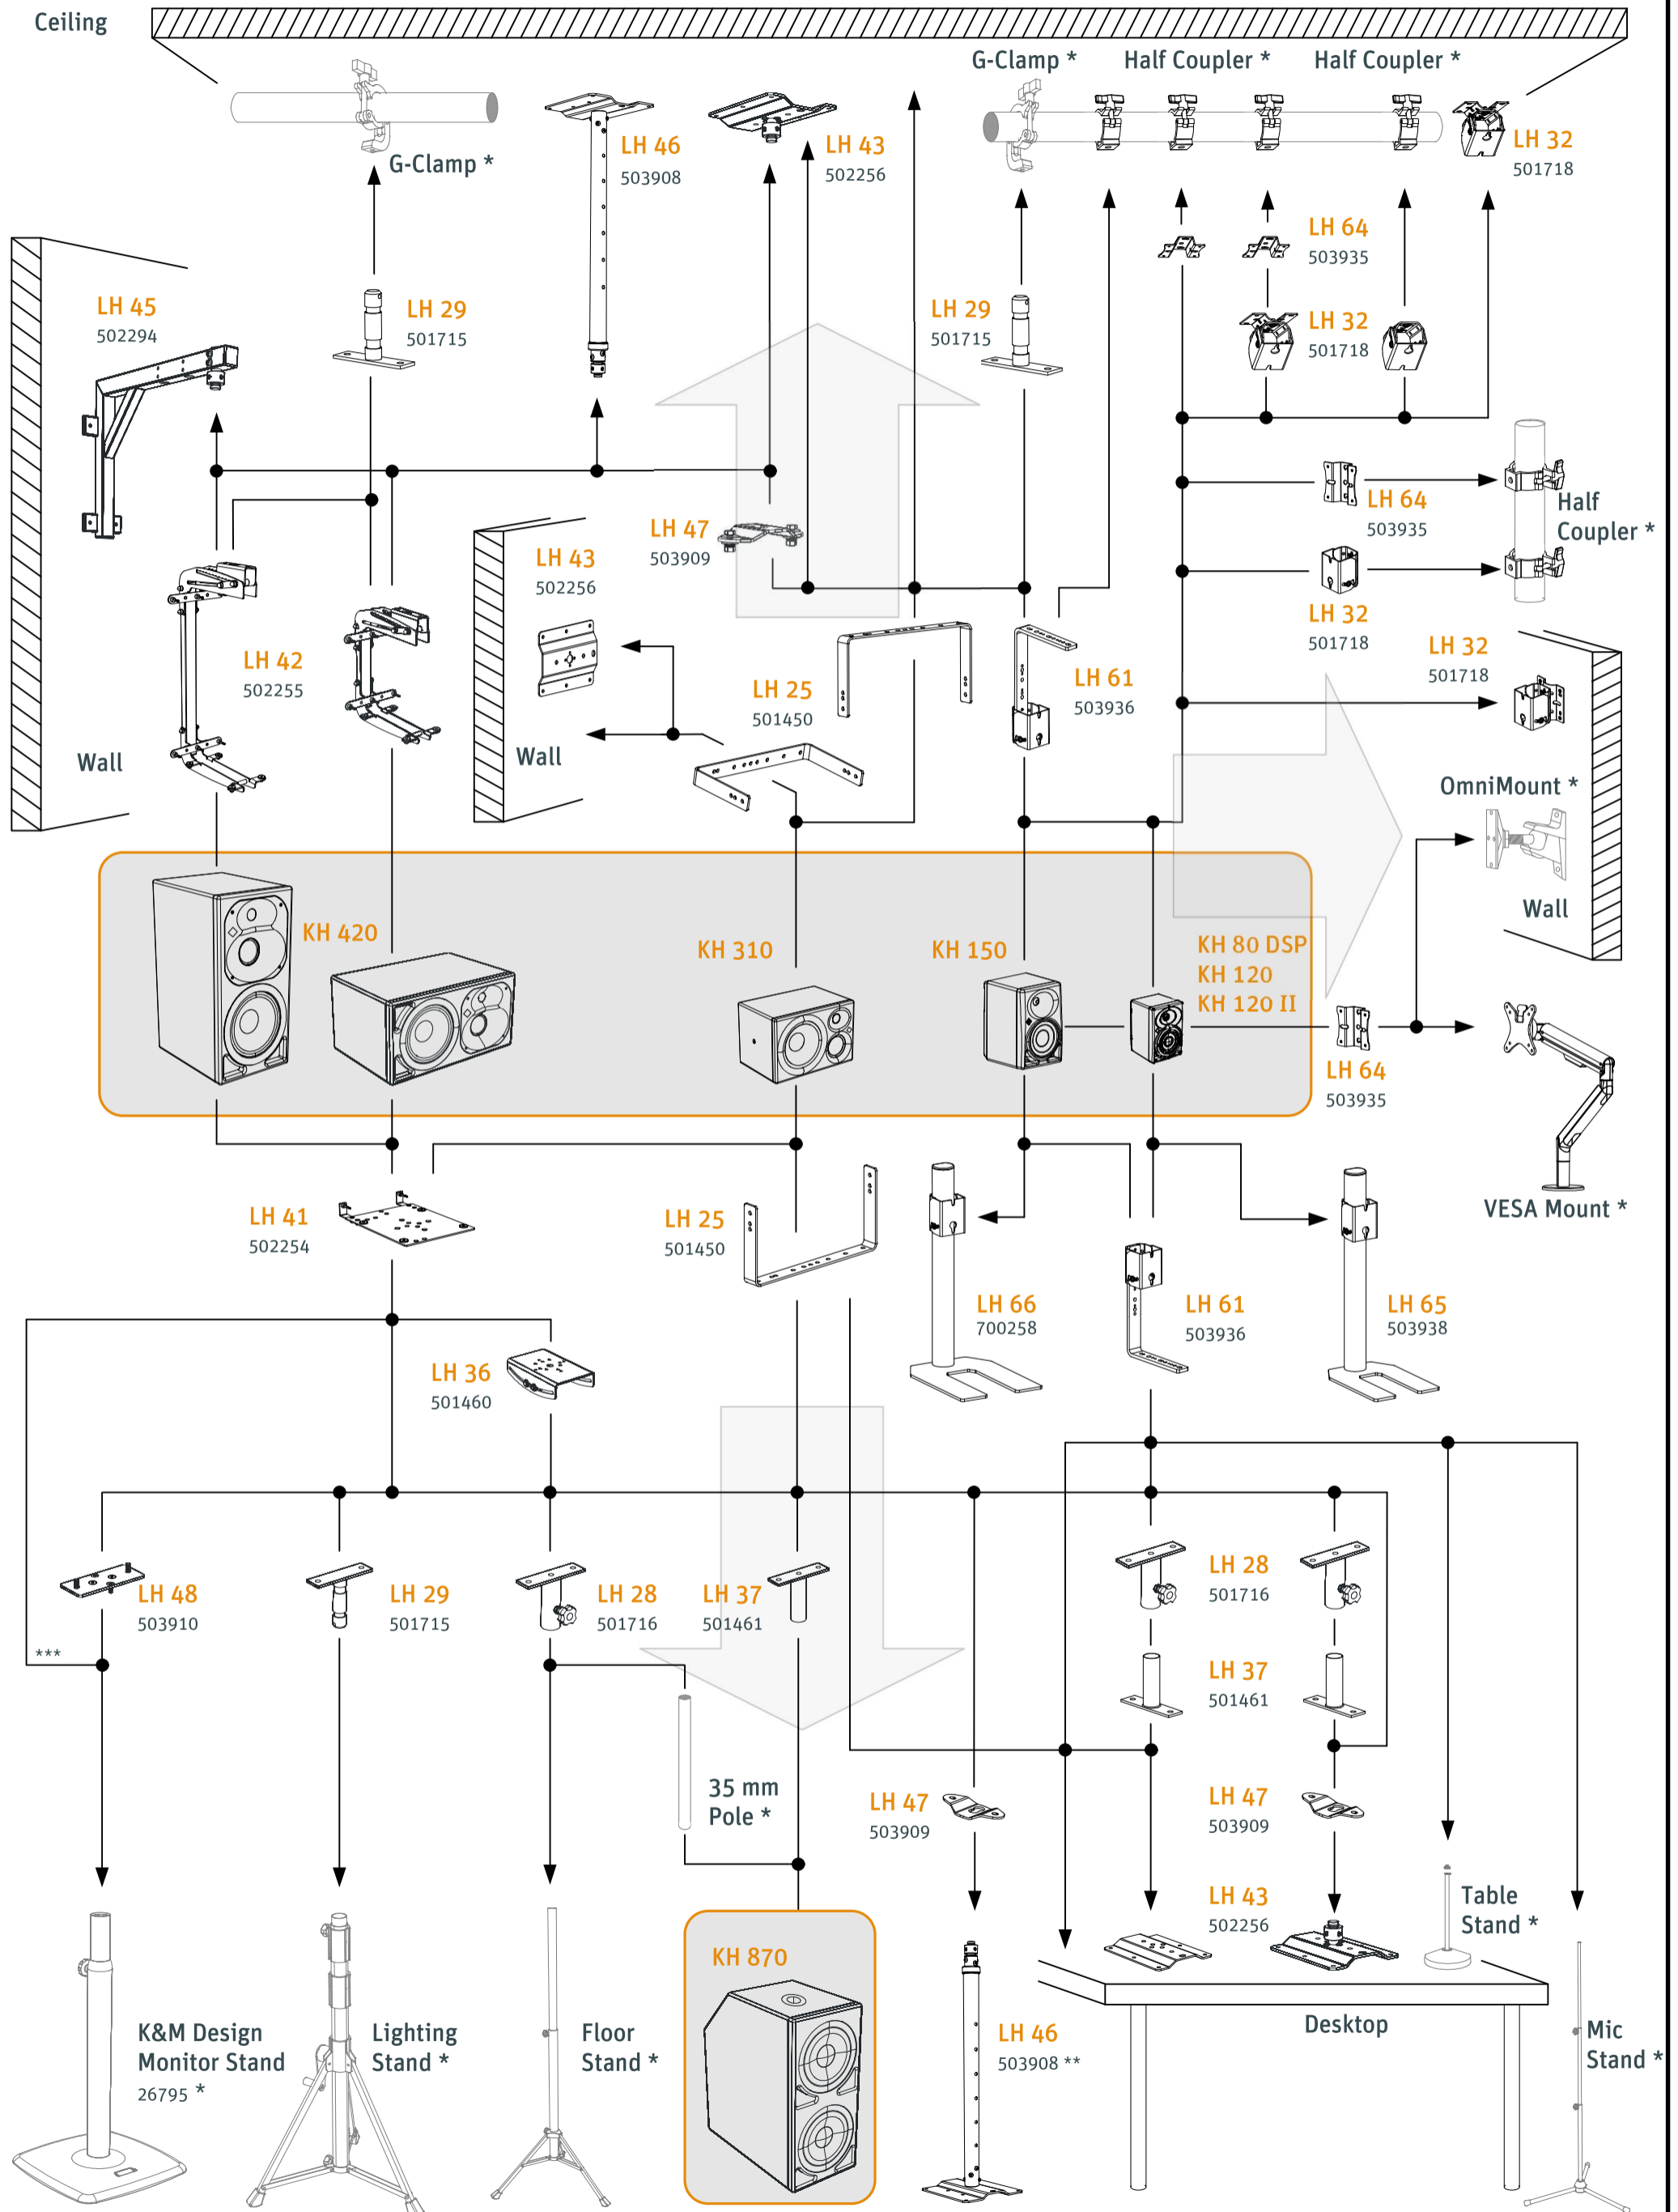 Ceiling
G-Clamp *
Half Coupler *
Half Coupler *
G-Clamp *
LH 46
503908
LH 43
502256
LH 32
501718
LH 64
503935
LH 45
502294
LH 29
501715
LH 29
501715
LH 32
501718
LH 64
503935
Half
Coupler *
LH 47
503909
LH 43
502256
LH 32
501718
LH 32
501718
LH 42
502255
LH 25
501450
LH 61
503936
Wall
Wall
OmniMount *
Wall
KH 420
KH 310
KH 150
KH 80 DSP
KH 120
KH 120 II
LH 64
503935
VESA Mount *
LH 41
502254
LH 25
501450
LH 66
700258
LH 61
503936
LH 65
503938
LH 36
501460
LH 48
503910
LH 29
501715
LH 28
501716
LH 37
501461
LH 28
501716
***
LH 37
501461
35 mm
Pole *
LH 47
503909
LH 47
503909
LH 43
502256
Table
Stand *
KH 870
K&M Design
Monitor Stand
26795 *
Lighting
Stand *
Floor
Stand *
LH 46
503908 **
Desktop
Mic
Stand *